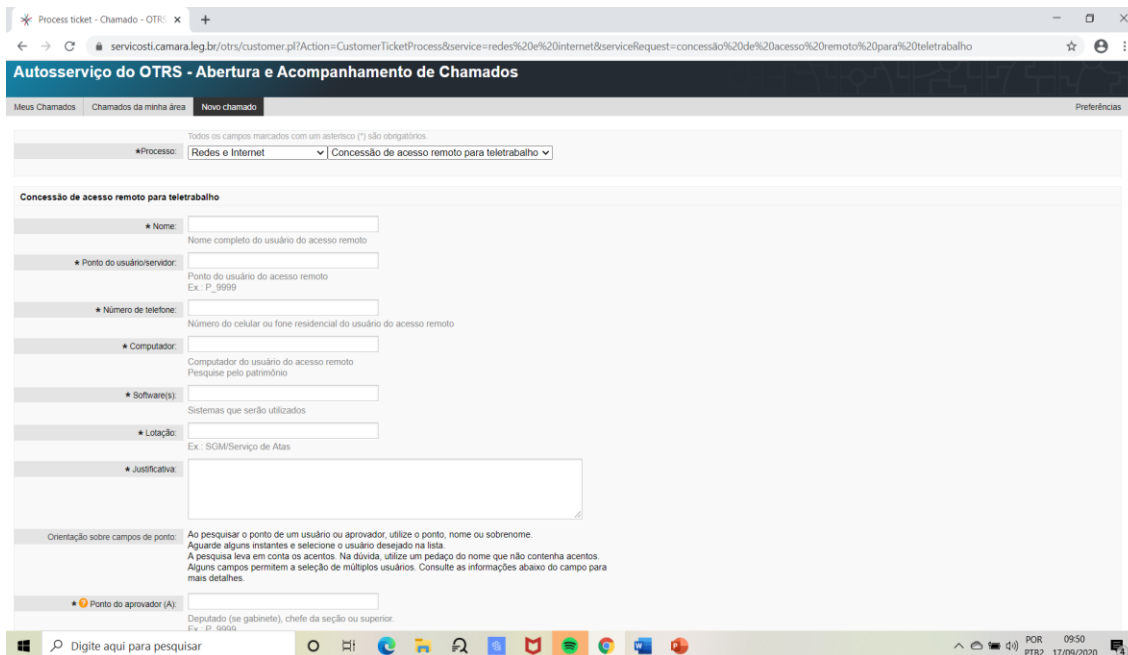 Process ticket - Chamado - OTRS
servicosti.camara.leg.br/otrs/customer.pl?Action=CustomerTicketProcess&service=redes%20e%20internet&serviceRequest=concessão%20de%20acesso%20remoto%20para%20teletrabalho
Autosserviço do OTRS - Abertura e Acompanhamento de Chamados
Meus Chamados Chamados da minha área Novo chamado Preferências
Todos os campos marcados com um asterisco (*) são obrigatórios.
*Processo: Redes e Internet Concessão de acesso remoto para teletrabalho
Concessão de acesso remoto para teletrabalho
* Nome:
Nome completo do usuário do acesso remoto
* Ponto do usuário/servidor:
Ponto do usuário do acesso remoto
Ex.: P_9999
* Número de telefone:
Número do celular ou fone residencial do usuário do acesso remoto
* Computador:
Computador do usuário do acesso remoto
Pesquise pelo patrimônio
* Software(s):
Sistemas que serão utilizados
* Lotação:
Ex.: SGM/Serviço de Atas
* Justificativa:
Orientação sobre campos de ponto: Ao pesquisar o ponto de um usuário ou aprovador, utilize o ponto, nome ou sobrenome.
Aguarde alguns instantes e selecione o usuário desejado na lista.
A pesquisa leva em conta os acentos. Na dúvida, utilize um pedaço do nome que não contenha acentos.
Alguns campos permitem a seleção de múltiplos usuários. Consulte as informações abaixo do campo para
mais detalhes.
* ? Ponto do aprovador (A):
Deputado (se gabinete), chefe da seção ou superior.
Ex.: P_9999
Digite aqui para pesquisar
POR 09:50
PTB2 17/09/2020 4